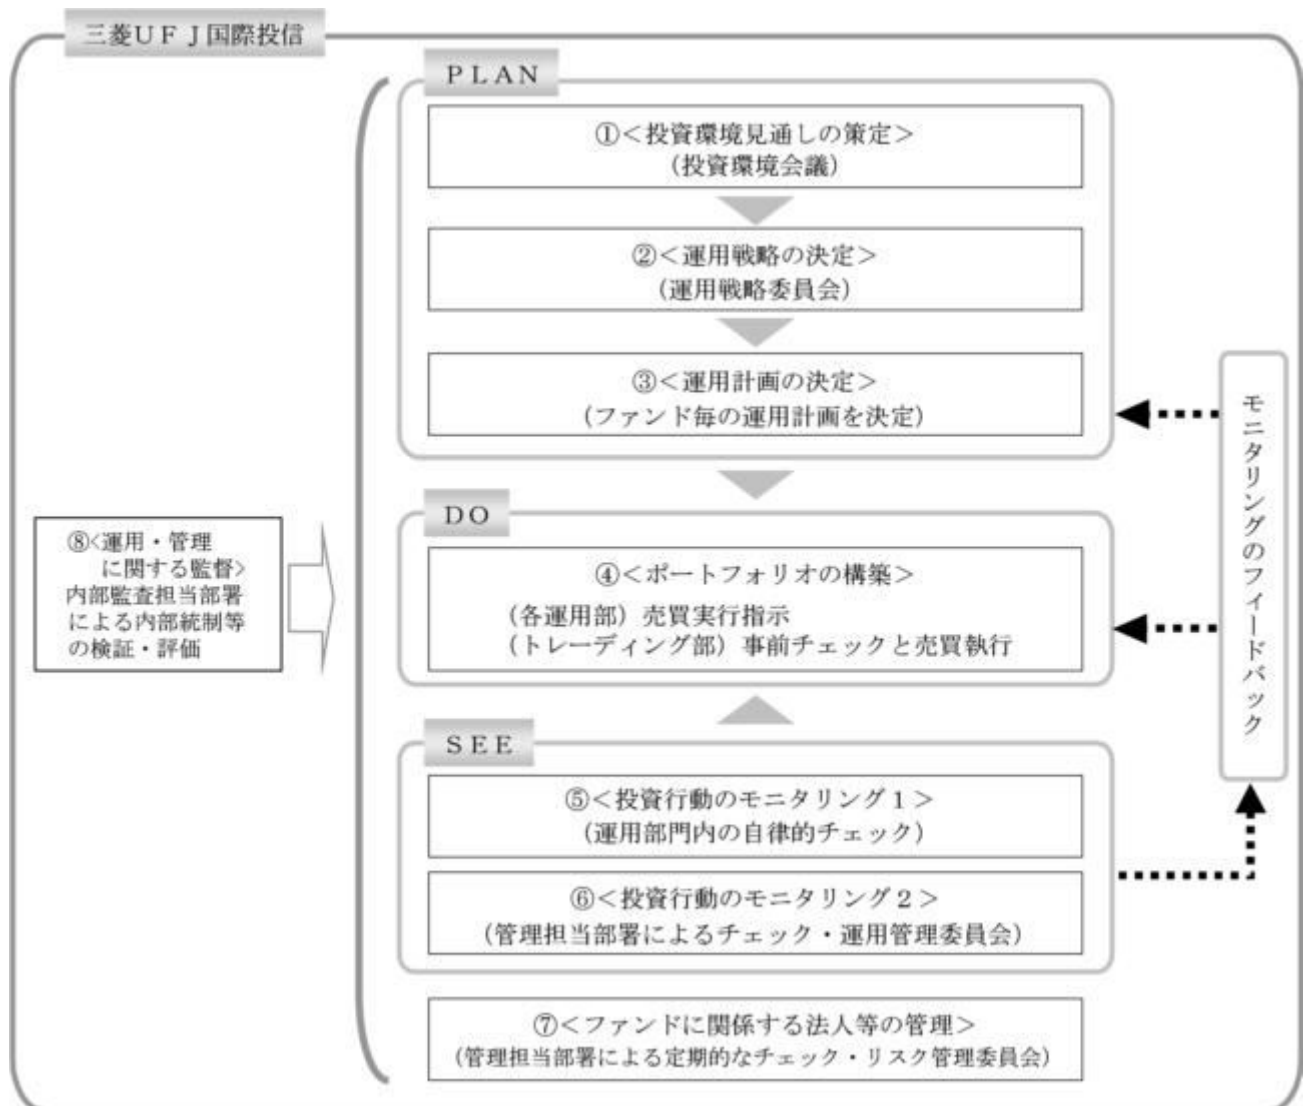 三菱ＵＦＪ国際投信
ＰＬＡＮ
①＜投資環境見通しの策定＞
（投資環境会議）
②＜運用戦略の決定＞
（運用戦略委員会）
③＜運用計画の決定＞
（ファンド毎の運用計画を決定）
ＤＯ
④＜ポートフォリオの構築＞
（各運用部）売買実行指示
（トレーディング部）事前チェックと売買執行
ＳＥＥ
⑤＜投資行動のモニタリング１＞
（運用部門内の自律的チェック）
⑥＜投資行動のモニタリング２＞
（管理担当部署によるチェック・運用管理委員会）
⑦＜ファンドに関係する法人等の管理＞
（管理担当部署による定期的なチェック・リスク管理委員会）
⑧<運用・管理
に関する監督>
内部監査担当部署
による内部統制等
の検証・評価
モニタリングのフィードバック